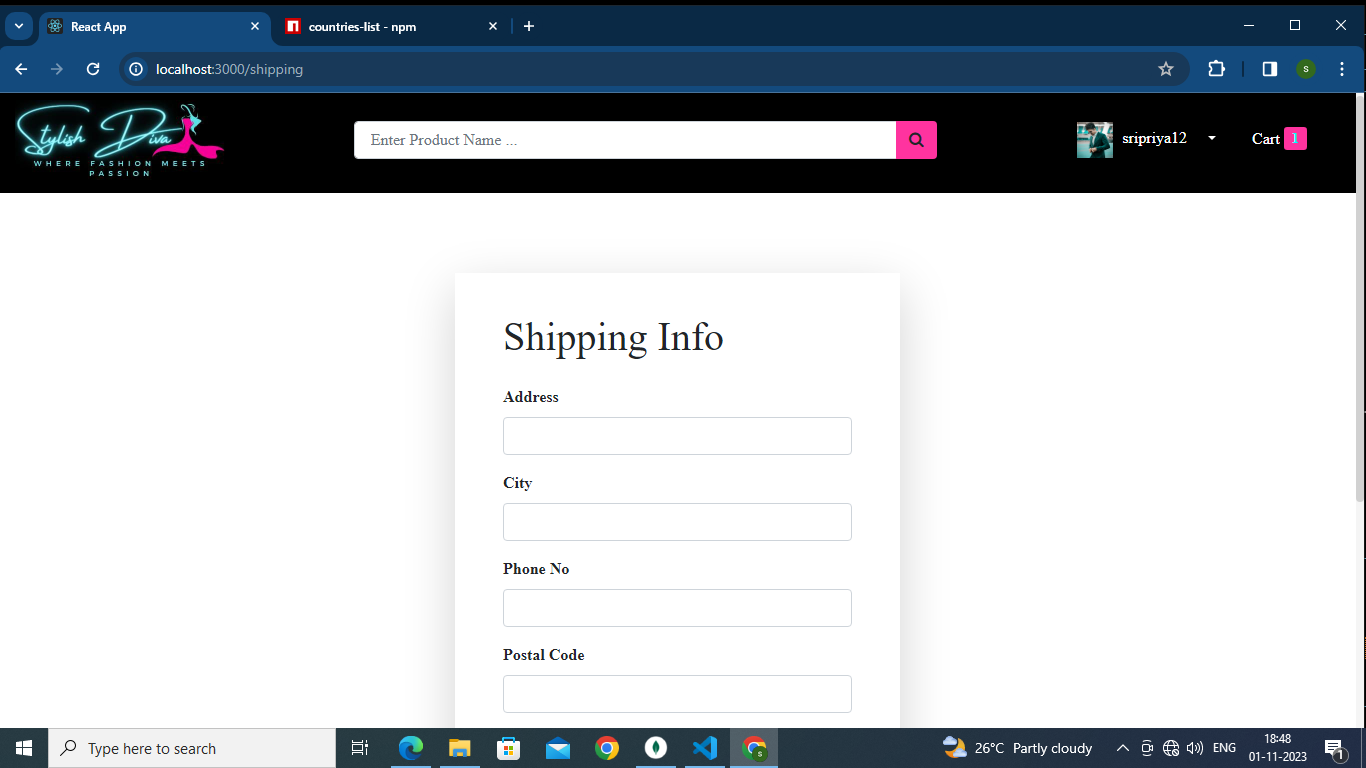 React App
countries-list - npm
localhost:3000/shipping
S
Stylish Diva
WHERE FASHION MEETS
PASSION
Enter Product Name ...
sripriya12
Cart 1
Shipping Info
Address
City
Phone No
Postal Code
Type here to search
S
26°C Partly cloudy
ENG
18:48
01-11-2023
1